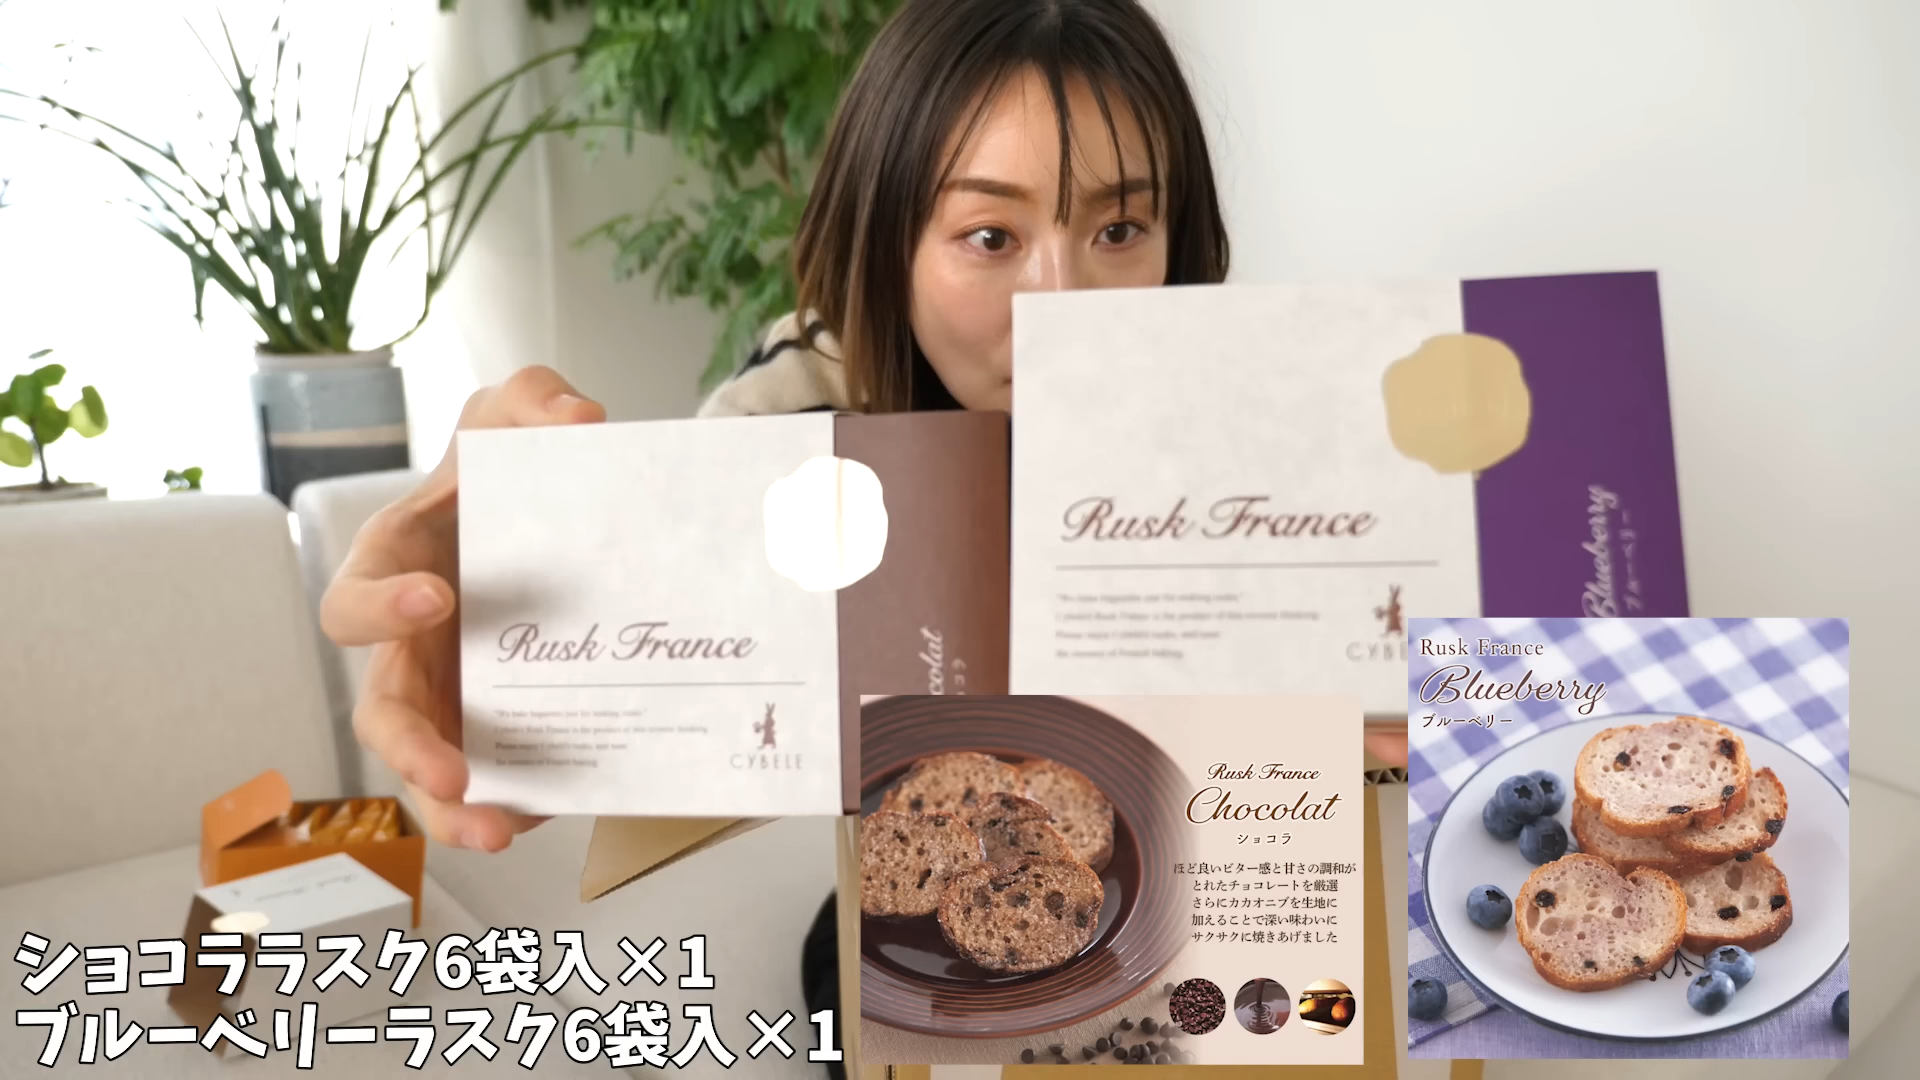 Rusk France
CYBELE
colat
Rusk France
Blueberry
ブルーベリー
Rusk France
Chocolat
ショコラ
ほど良いビター感と甘さの調和が
とれたチョコレートを厳選
さらにカカオニブを生地に
加えることで深い味わいに
サクサクに焼きあげました
Rusk France
Blueberry
ブルーベリー
ショコララスク6袋入×1
ブルーベリーラスク6袋入×1